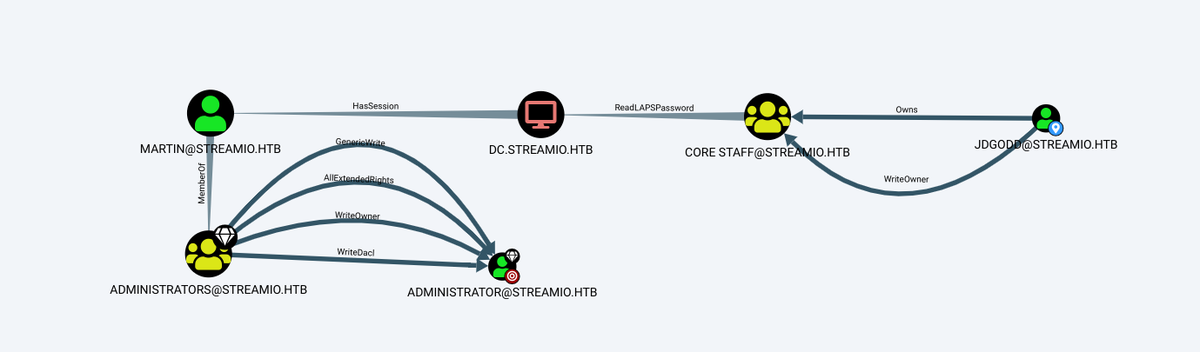 HasSession
ReadLAPSPassword
Owns
MARTIN@STREAMIO.HTB
DC.STREAMIO.HTB
CORE STAFF@STREAMIO.HTB
JDGODD@STREAMIO.HTB
GenericWrite
MemberOf
AllExtendedRights
WriteOwner
WriteOwner
WriteDacl
ADMINISTRATORS@STREAMIO.HTB
ADMINISTRATOR@STREAMIO.HTB